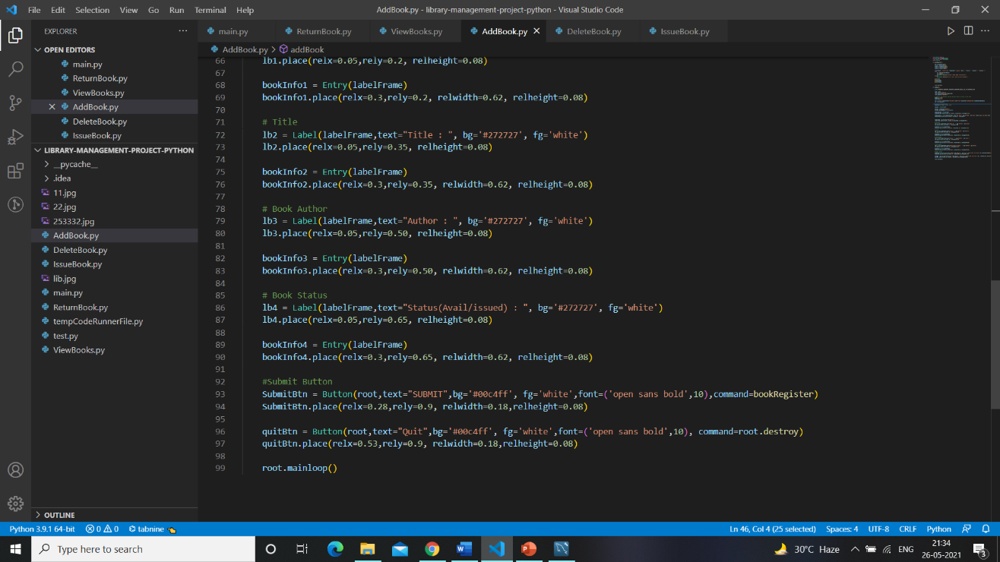 File Edit Selection View Go Run Terminal Help
AddBook.py - library-management-project-python - Visual Studio Code
EXPLORER
OPEN EDITORS
main.py
ReturnBook.py
ViewBooks.py
AddBook.py
DeleteBook.py
IssueBook.py
LIBRARY-MANAGEMENT-PROJECT-PYTHON
__pycache__
.idea
11.jpg
22.jpg
253332.jpg
AddBook.py
DeleteBook.py
IssueBook.py
lib.jpg
main.py
ReturnBook.py
tempCodeRunnerFile.py
test.py
ViewBooks.py
OUTLINE
main.py ReturnBook.py ViewBooks.py AddBook.py DeleteBook.py IssueBook.py
AddBook.py > addBook
66 lb1.place(relx=0.05,rely=0.2, relheight=0.08)
67
68 bookInfo1 = Entry(labelFrame)
69 bookInfo1.place(relx=0.3,rely=0.2, relwidth=0.62, relheight=0.08)
70
71 # Title
72 lb2 = Label(labelFrame,text="Title : ", bg='#272727', fg='white')
73 lb2.place(relx=0.05,rely=0.35, relheight=0.08)
74
75 bookInfo2 = Entry(labelFrame)
76 bookInfo2.place(relx=0.3,rely=0.35, relwidth=0.62, relheight=0.08)
77
78 # Book Author
79 lb3 = Label(labelFrame,text="Author : ", bg='#272727', fg='white')
80 lb3.place(relx=0.05,rely=0.50, relheight=0.08)
81
82 bookInfo3 = Entry(labelFrame)
83 bookInfo3.place(relx=0.3,rely=0.50, relwidth=0.62, relheight=0.08)
84
85 # Book Status
86 lb4 = Label(labelFrame,text="Status(Avail/issued) : ", bg='#272727', fg='white')
87 lb4.place(relx=0.05,rely=0.65, relheight=0.08)
88
89 bookInfo4 = Entry(labelFrame)
90 bookInfo4.place(relx=0.3,rely=0.65, relwidth=0.62, relheight=0.08)
91
92 #Submit Button
93 SubmitBtn = Button(root,text="SUBMIT",bg='#00c4ff', fg='white',font=('open sans bold',10),command=bookRegister)
94 SubmitBtn.place(relx=0.28,rely=0.9, relwidth=0.18,relheight=0.08)
95
96 quitBtn = Button(root,text="Quit",bg='#00c4ff', fg='white',font=('open sans bold',10), command=root.destroy)
97 quitBtn.place(relx=0.53,rely=0.9, relwidth=0.18,relheight=0.08)
98
99 root.mainloop()
Python 3.9.1 64-bit 0 0 tabnine Ln 46, Col 4 (25 selected) Spaces: 4 UTF-8 CRLF Python
Type here to search
30°C Haze ENG
21:34
26-05-2021
3